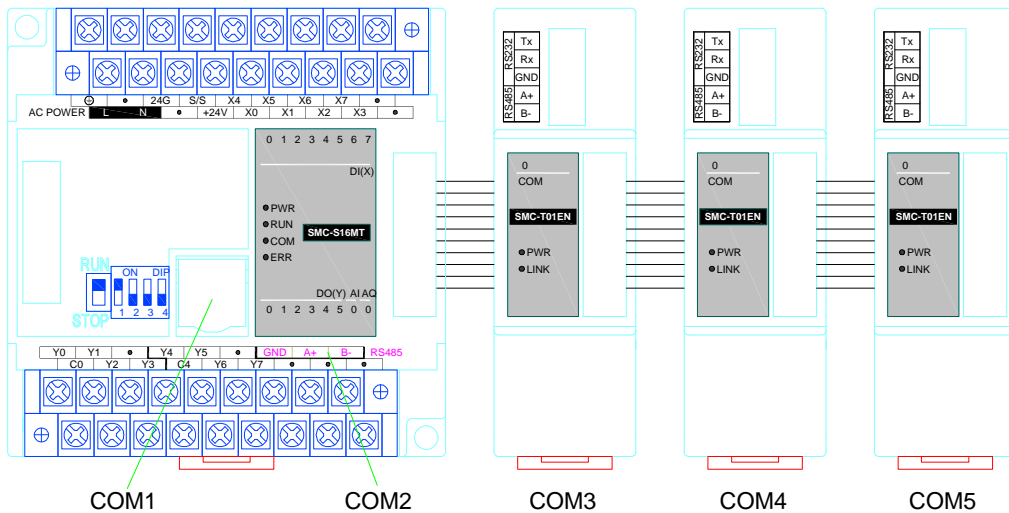 24G S/S X4 X5 X6 X7
AC POWER L N +24V X0 X1 X2 X3
0 1 2 3 4 5 6 7
DI(X)
PWR
RUN
COM
ERR
SMC-S16MT
DO(Y) AI AO
0 1 2 3 4 5 0 0
RUN
STOP
ON DIP
1 2 3 4
Y0 Y1 Y4 Y5 GND A+ B- RS485
C0 Y2 Y3 C4 Y6 Y7
RS232
RS485
Tx
Rx
GND
A+
B-
0
COM
SMC-T01EN
PWR
LINK
RS232
RS485
Tx
Rx
GND
A+
B-
0
COM
SMC-T01EN
PWR
LINK
RS232
RS485
Tx
Rx
GND
A+
B-
0
COM
SMC-T01EN
PWR
LINK
COM1 COM2 COM3 COM4 COM5